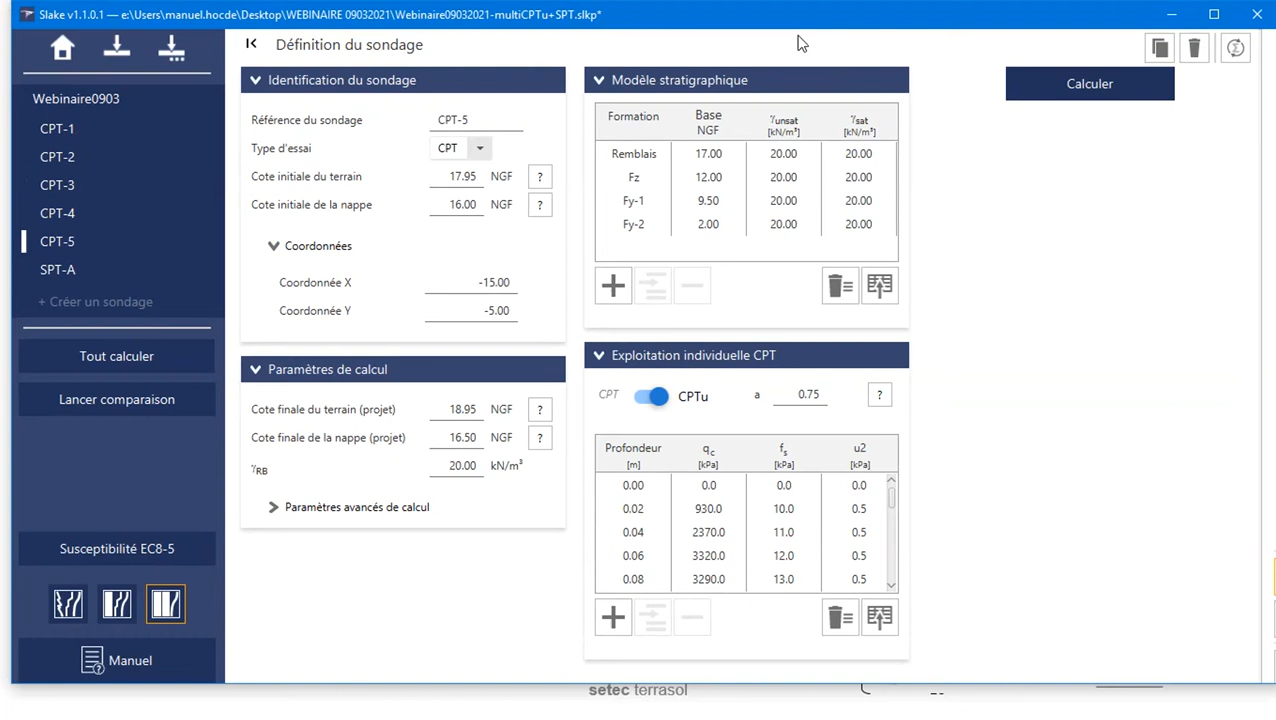 Slake v1.1.0.1 — e:\Users\manuel.hocde\Desktop\WEBINAIRE 09032021\Webinaire09032021-multiCPTu+SPT.slkp*
Webinaire0903
CPT-1
CPT-2
CPT-3
CPT-4
CPT-5
SPT-A
+ Créer un sondage
Tout calculer
Lancer comparaison
Susceptibilité EC8-5
Manuel
Définition du sondage
Identification du sondage
Référence du sondage CPT-5
Type d'essai CPT
Cote initiale du terrain 17.95 NGF ?
Cote initiale de la nappe 16.00 NGF ?
Coordonnées
Coordonnée X -15.00
Coordonnée Y -5.00
Paramètres de calcul
Cote finale du terrain (projet) 18.95 NGF ?
Cote finale de la nappe (projet) 16.50 NGF ?
γRB 20.00 kN/m³
Paramètres avancés de calcul
Modèle stratigraphique
Formation Base NGF γunsat [kN/m³] γsat [kN/m³]
Remblais 17.00 20.00 20.00
Fz 12.00 20.00 20.00
Fy-1 9.50 20.00 20.00
Fy-2 2.00 20.00 20.00
Exploitation individuelle CPT
CPT CPTu a 0.75 ?
Profondeur [m] qc [kPa] fs [kPa] u2 [kPa]
0.00 0.0 0.0 0.0
0.02 930.0 10.0 0.5
0.04 2370.0 11.0 0.5
0.06 3320.0 12.0 0.5
0.08 3290.0 13.0 0.5
Calculer
setec terrasol